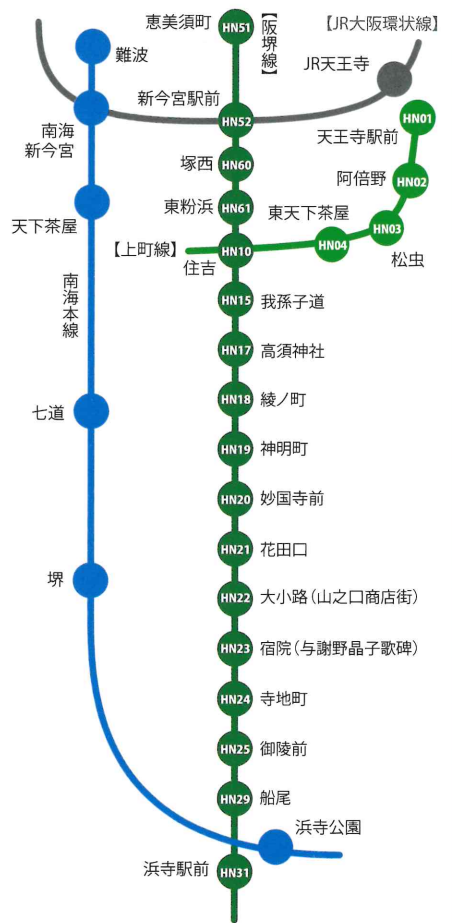 恵美須町
HN51
【阪堺線】
【JR大阪環状線】
難波
JR天王寺
新今宮駅前
HN52
HN01
天王寺駅前
南海
新今宮
塚西
HN60
阿倍野
HN02
天下茶屋
東粉浜
HN61
東天下茶屋
HN03
松虫
【上町線】
住吉
HN10
HN04
南海本線
HN15
我孫子道
HN17
高須神社
七道
HN18
綾ノ町
HN19
神明町
HN20
妙国寺前
HN21
花田口
堺
HN22
大小路(山之口商店街)
HN23
宿院(与謝野晶子歌碑)
HN24
寺地町
HN25
御陵前
HN29
船尾
浜寺公園
浜寺駅前
HN31